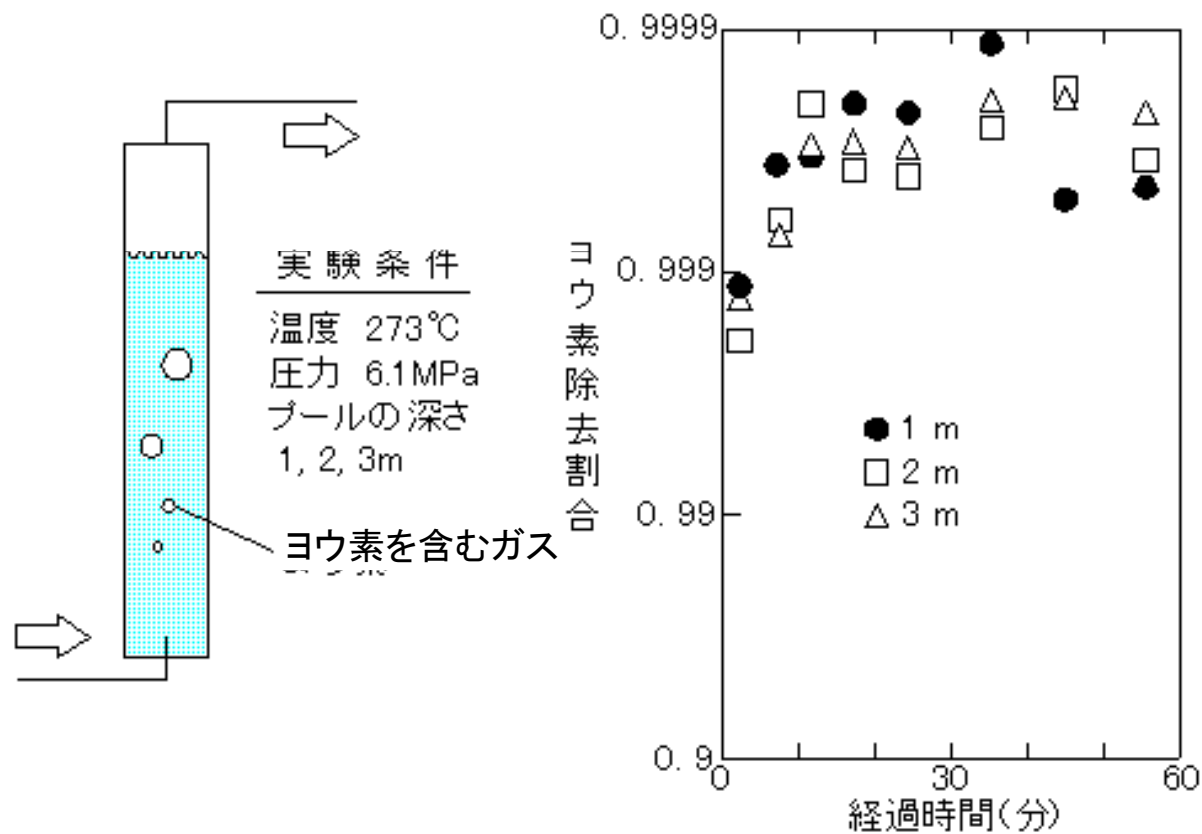 実験条件
温度 273℃
圧力 6.1MPa
プールの深さ
1, 2, 3m
ヨウ素を含むガス
ヨウ素除去割合
0.9999
0.999
0.99
0.9
● 1 m
□ 2 m
△ 3 m
0 30 60
経過時間(分)